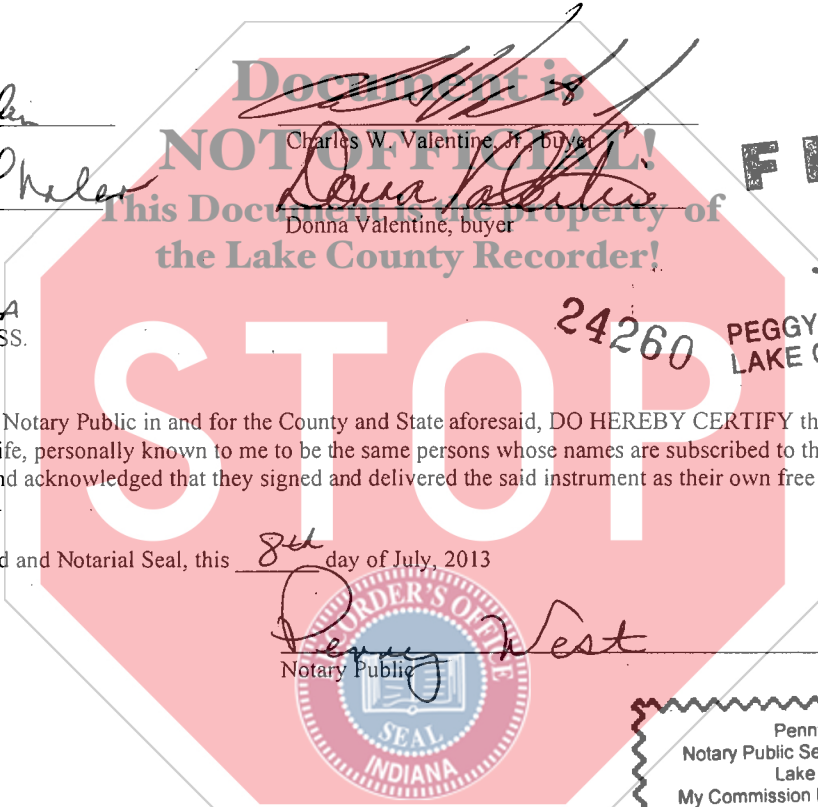 Document is
NOT OFFICIAL!
This Document is the property of
the Lake County Recorder!
STOP
Charles W. Valentine, Jr., buyer
Donna Valentine
Donna Valentine, buyer
SS.
24260
PEGGY
LAKE
Notary Public in and for the County and State aforesaid, DO HEREBY CERTIFY th
ife, personally known to me to be the same persons whose names are subscribed to th
nd acknowledged that they signed and delivered the said instrument as their own free
d and Notarial Seal, this 8th day of July, 2013
Penny West
Notary Public
RECORDER'S OFFICE
SEAL
INDIANA
Penn
Notary Public Se
Lake
My Commission